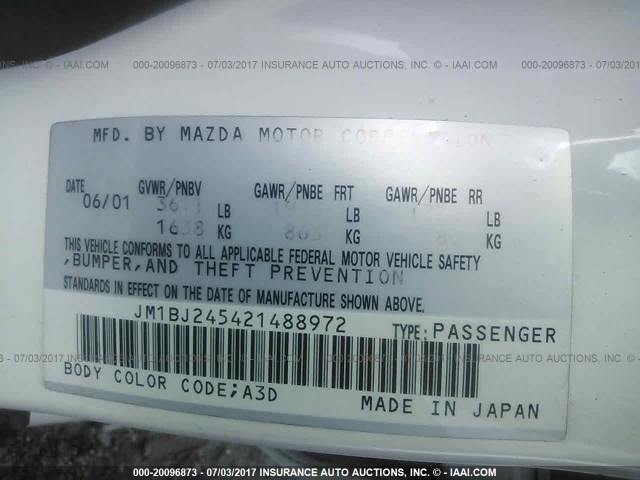 000-20096873 - 07/03/2017 INSURANCE AUTO AUCTIONS, INC. © - IAAI.COM
MFD. BY MAZDA MOTOR CORPORATION
DATE GVWR/PNBV GAWR/PNBE FRT GAWR/PNBE RR
06/01 LB LB LB
1638 KG KG KG
THIS VEHICLE CONFORMS TO ALL APPLICABLE FEDERAL MOTOR VEHICLE SAFETY
,BUMPER,AND THEFT PREVENTION
STANDARDS IN EFFECT ON THE DATE OF MANUFACTURE SHOWN ABOVE.
JM1BJ245421488972 TYPE:PASSENGER
BODY COLOR CODE;A3D
MADE IN JAPAN
000-20096873 - 07/03/2017 INSURANCE AUTO AUCTIONS, INC. © - IAAI.COM